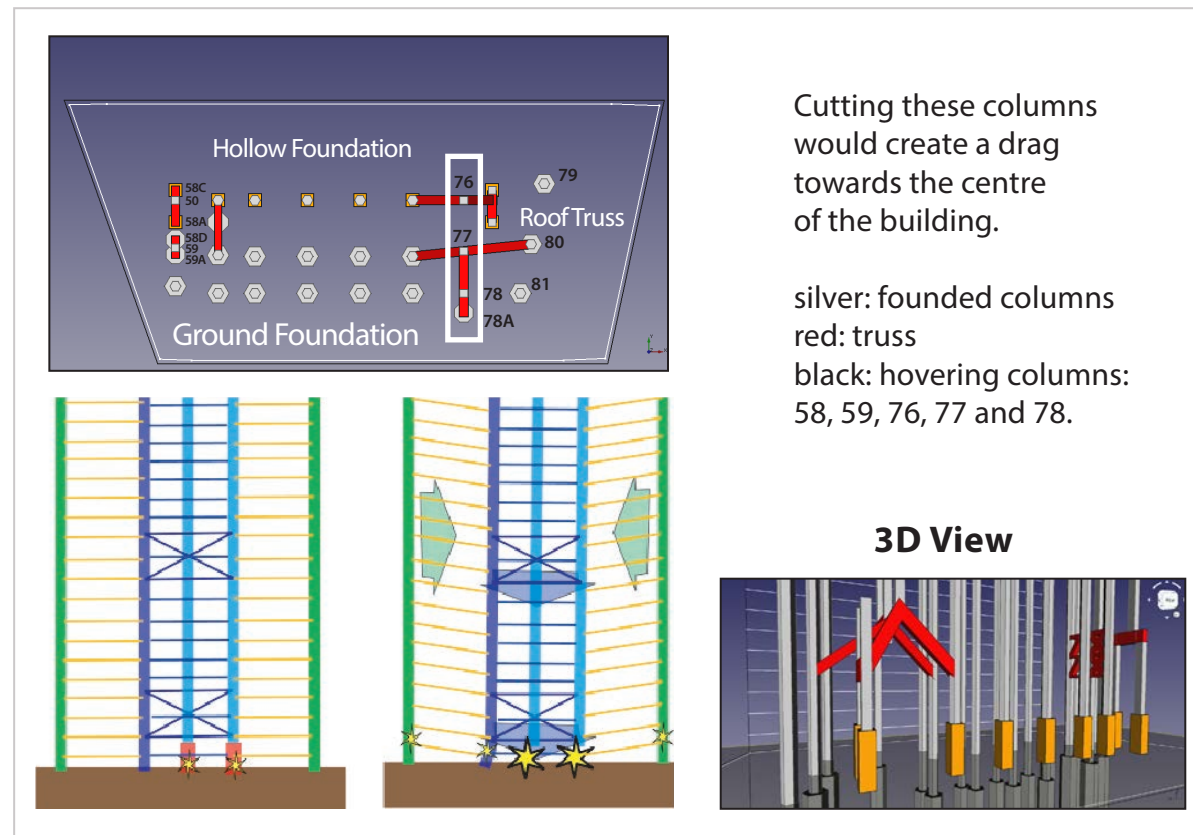 Hollow Foundation
58C
50
58A
58D
59
59A
76
79
Roof Truss
77
80
78
81
78A
Ground Foundation
Cutting these columns
would create a drag
towards the centre
of the building.
silver: founded columns
red: truss
black: hovering columns:
58, 59, 76, 77 and 78.
3D View